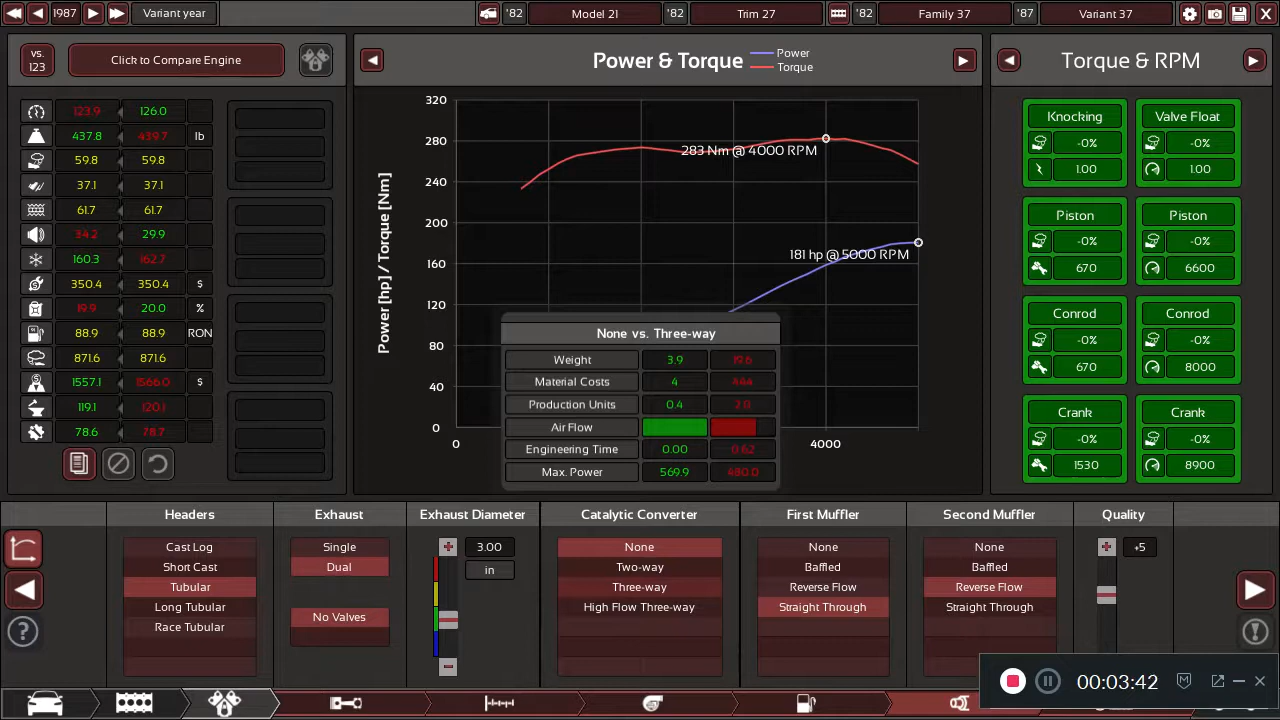 1987 Variant year '82 Model 21 '82 Trim 27 '82 Family 37 '87 Variant 37
vs.
123
Click to Compare Engine
123.9 126.0
437.8 439.7 lb
59.8 59.8
37.1 37.1
61.7 61.7
34.2 29.9
160.3 162.7
350.4 350.4 $
19.9 20.0 %
88.9 88.9 RON
871.6 871.6
1557.1 1566.0 $
119.1 120.1
78.6 78.7
Power & Torque
Power
Torque
Power [hp] / Torque [Nm]
320
280
240
200
160
120
80
40
0
0 4000
283 Nm @ 4000 RPM
181 hp @ 5000 RPM
None vs. Three-way
Weight 3.9 19.6
Material Costs 4 444
Production Units 0.4 2.8
Air Flow
Engineering Time 0.00 0.62
Max. Power 569.9 480.0
Torque & RPM
Knocking Valve Float
-0% -0%
1.00 1.00
Piston Piston
-0% -0%
670 6600
Conrod Conrod
-0% -0%
670 8000
Crank Crank
-0% -0%
1530 8900
Headers
Cast Log
Short Cast
Tubular
Long Tubular
Race Tubular
Exhaust
Single
Dual
No Valves
Exhaust Diameter
3.00
in
Catalytic Converter
None
Two-way
Three-way
High Flow Three-way
First Muffler
None
Baffled
Reverse Flow
Straight Through
Second Muffler
None
Baffled
Reverse Flow
Straight Through
Quality
+5
00:03:42